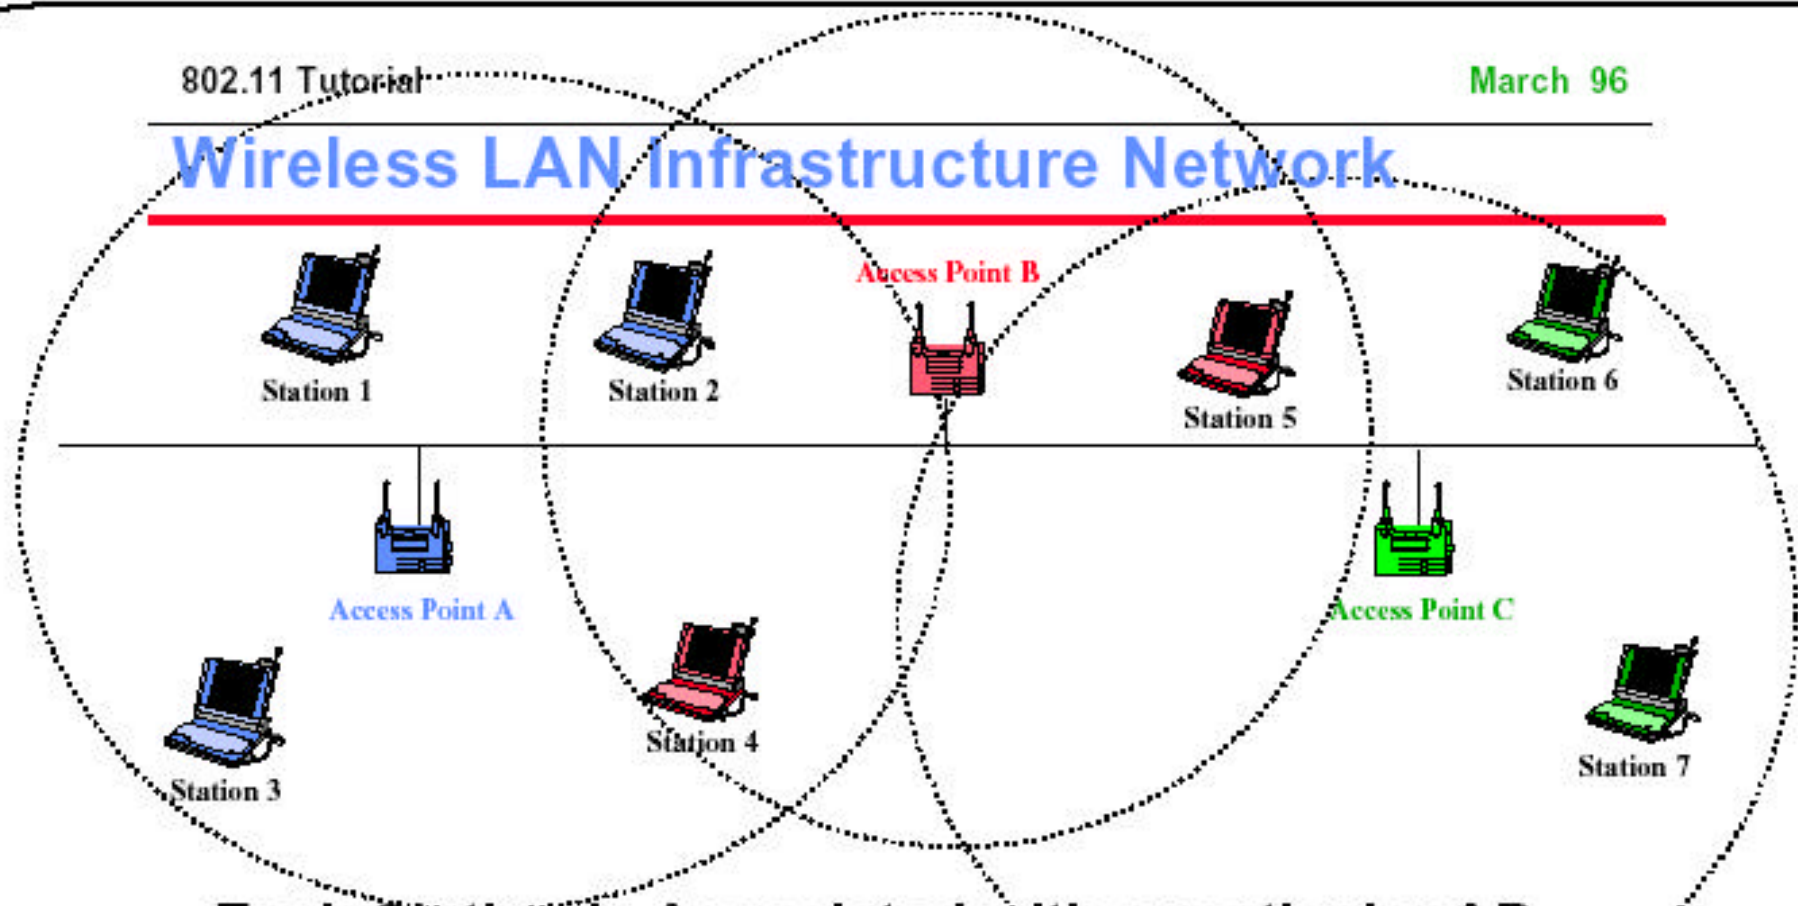 802.11 Tutorial
March 96
Wireless LAN Infrastructure Network
Access Point B
Station 1
Station 2
Station 5
Station 6
Access Point A
Access Point C
Station 4
Station 7
Station 3